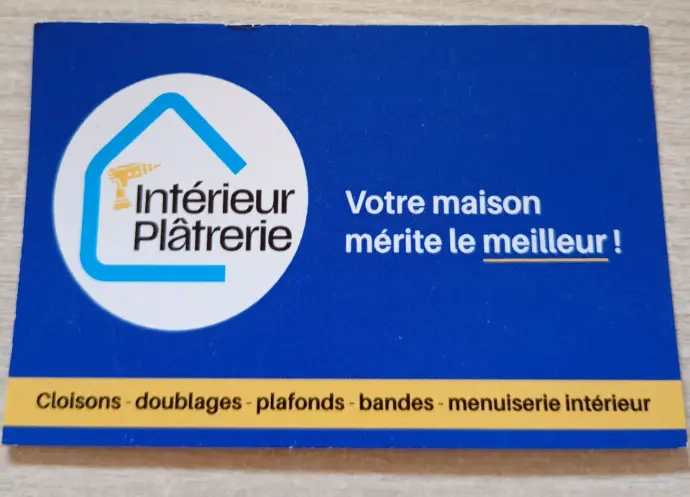 Intérieur
Plâtrerie
Votre maison
mérite le meilleur !
Cloisons - doublages - plafonds - bandes - menuiserie intérieur